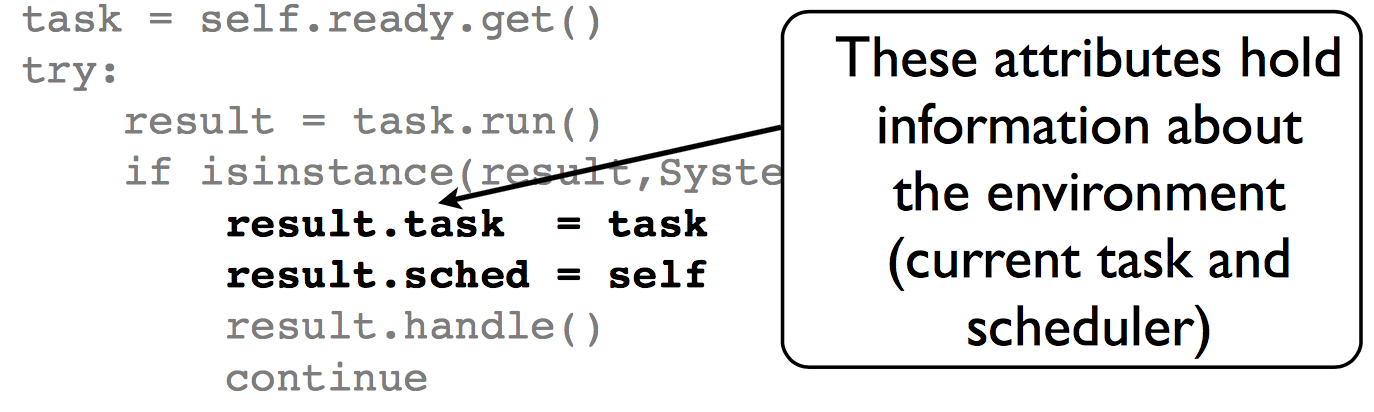 task = self.ready.get()
try:
    result = task.run()
    if isinstance(result,Syste
        result.task  = task
        result.sched = self
        result.handle()
        continue
These attributes hold
information about
the environment
(current task and
scheduler)